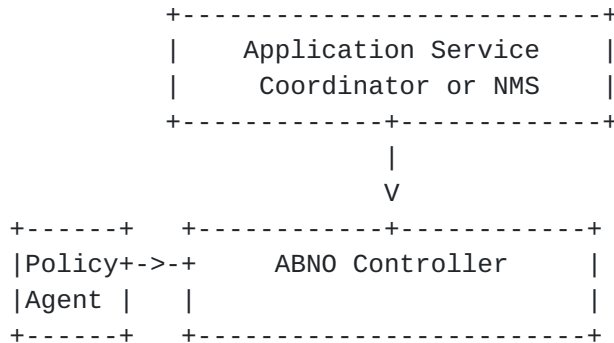 Application Service
Coordinator or NMS
Policy ABNO Controller
Agent